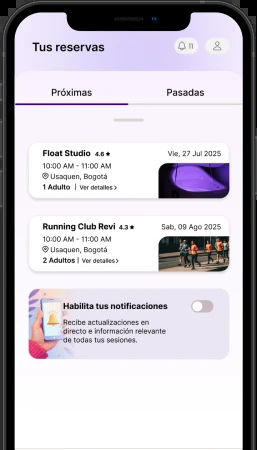 Tus reservas
11
Próximas
Pasadas
Float Studio 4.6 ★
Vie, 27 Jul 2025
10:00 AM - 11:00 AM
Usaquen, Bogotá
1 Adulto | Ver detalles >
Running Club Revi 4.3 ★
Sab, 09 Ago 2025
10:00 AM - 11:00 AM
Usaquen, Bogotá
2 Adultos | Ver detalles >
Habilita tus notificaciones
Recibe actualizaciones en
directo e información relevante
de todas tus sesiones.